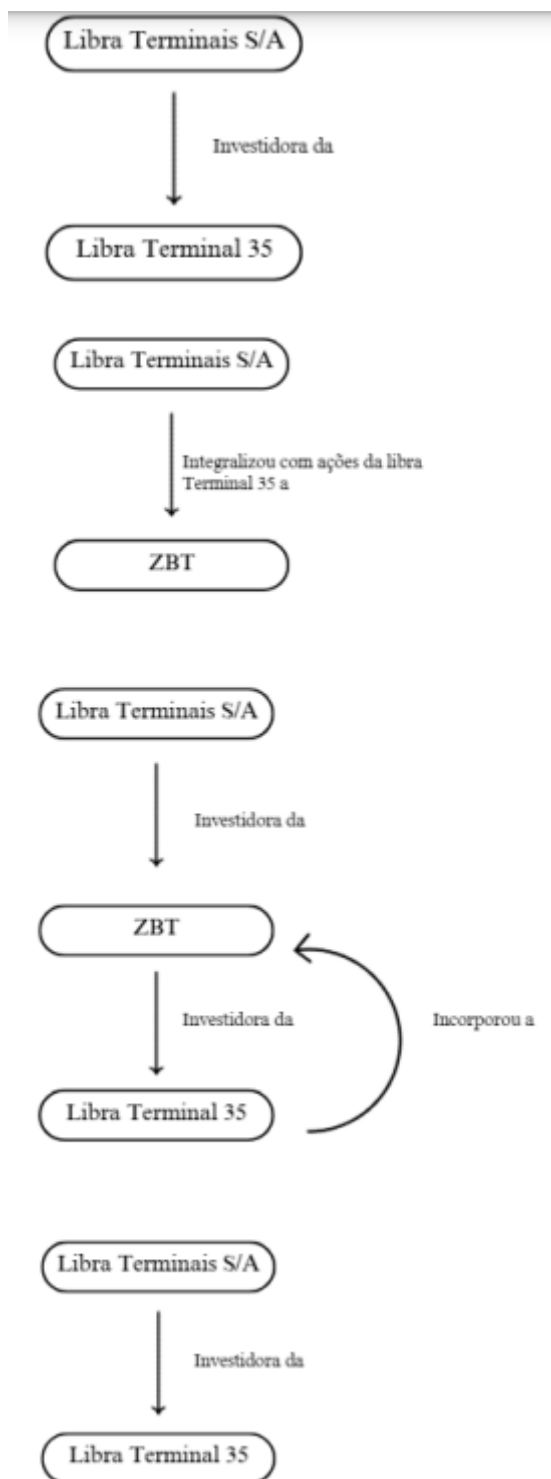 Libra Terminais S/A
Investidora da
Libra Terminal 35
Libra Terminais S/A
Integralizou com ações da libra
Terminal 35 a
ZBT
Libra Terminais S/A
Investidora da
ZBT
Investidora da
Incorporou a
Libra Terminal 35
Libra Terminais S/A
Investidora da
Libra Terminal 35